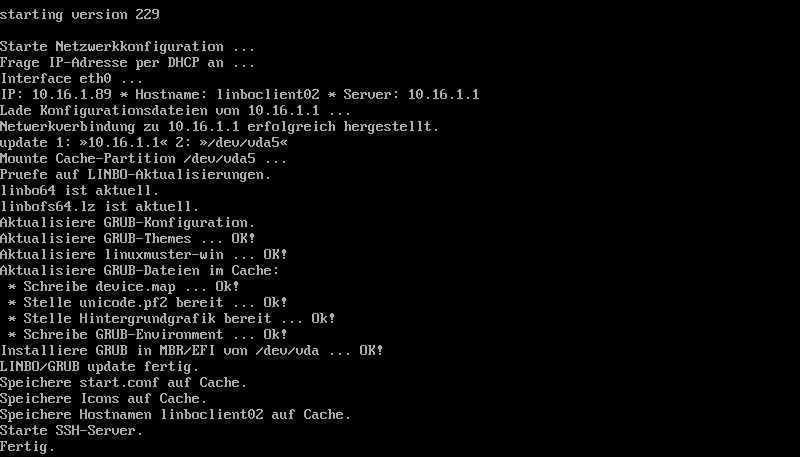 starting version 229
Starte Netzwerkkonfiguration ...
Frage IP-Adresse per DHCP an ...
Interface eth0 ...
IP: 10.16.1.89 * Hostname: linboclient02 * Server: 10.16.1.1
Lade Konfigurationsdateien von 10.16.1.1 ...
Netwerkverbindung zu 10.16.1.1 erfolgreich hergestellt.
update 1: »10.16.1.1« 2: »/dev/vda5«
Mounte Cache-Partition /dev/vda5 ...
Pruefe auf LINBO-Aktualisierungen.
linbo64 ist aktuell.
linbofs64.lz ist aktuell.
Aktualisiere GRUB-Konfiguration.
Aktualisiere GRUB-Themes ... OK!
Aktualisiere linuxmuster-win ... OK!
Aktualisiere GRUB-Dateien im Cache:
 * Schreibe device.map ... Ok!
 * Stelle unicode.pf2 bereit ... Ok!
 * Stelle Hintergrundgrafik bereit ... Ok!
 * Schreibe GRUB-Environment ... Ok!
Installiere GRUB in MBR/EFI von /dev/vda ... OK!
LINBO/GRUB update fertig.
Speichere start.conf auf Cache.
Speichere Icons auf Cache.
Speichere Hostnamen linboclient02 auf Cache.
Starte SSH-Server.
Fertig.